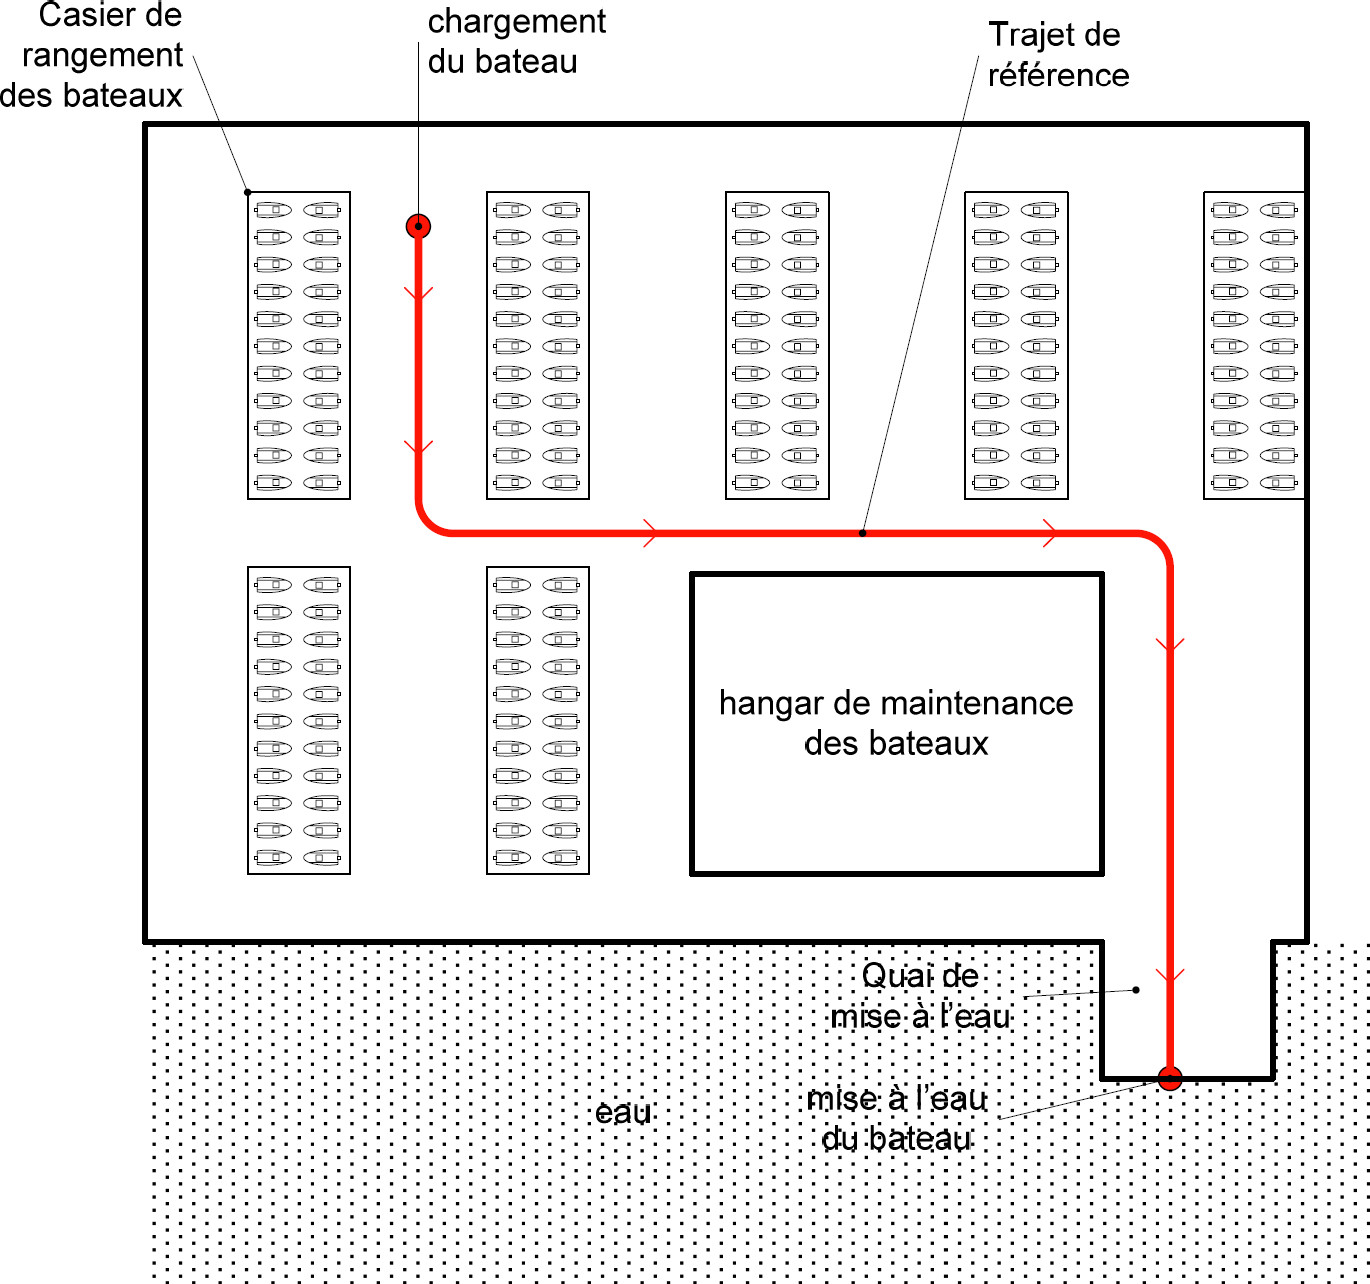 Casier de
rangement
des bateaux
chargement
du bateau
Trajet de
référence
hangar de maintenance
des bateaux
Quai de
mise à l'eau
mise à l'eau
du bateau
eau